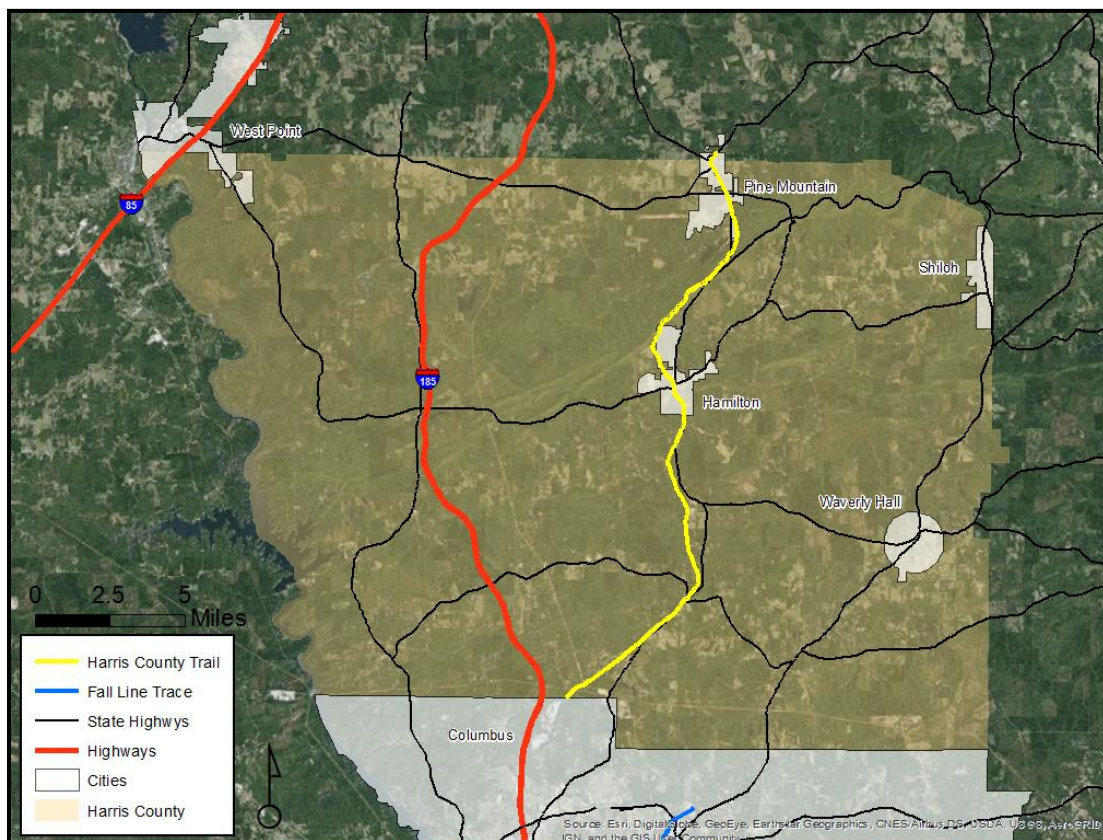 West Point
85
Pine Mountain
Shiloh
185
Hamilton
Waverly Hall
0 2.5 5
Miles
Harris County Trail
Fall Line Trace
State Highwys
Highways
Cities
Harris County
Columbus
Source: Esri, DigitalGlobe, GeoEye, Earthstar Geographics, CNES/Airbus DS, USDA, USGS, AeroGRID
IGN, and the GIS User Community